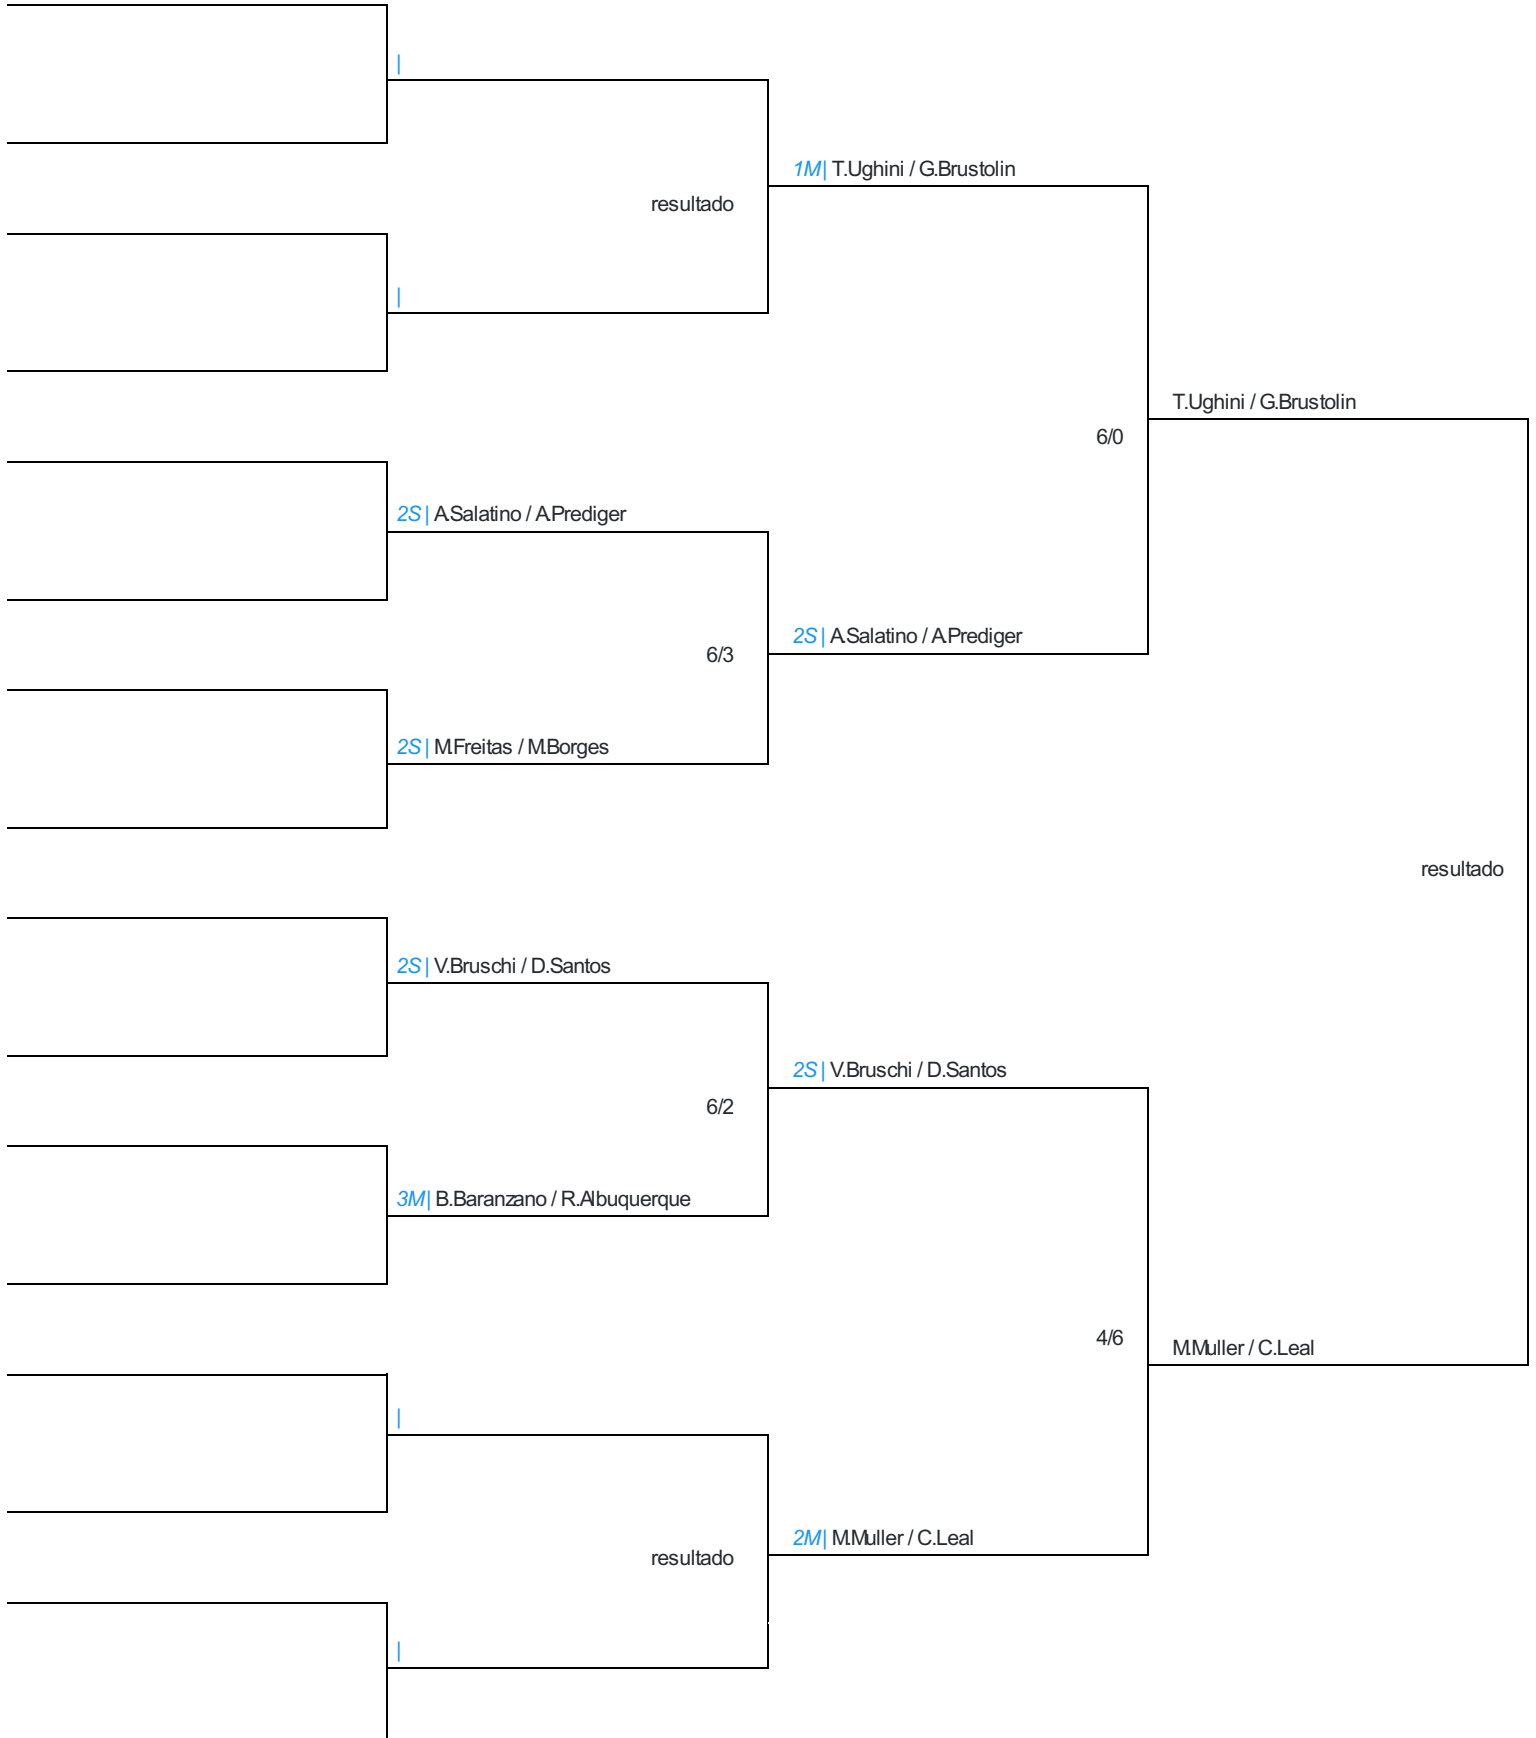 |
1M| T.Ughini / G.Brustolin
resultado
|
T.Ughini / G.Brustolin
6/0
2S| A.Salatino / A.Prediger
2S| A.Salatino / A.Prediger
6/3
2S| M.Freitas / M.Borges
resultado
2S| V.Bruschi / D.Santos
2S| V.Bruschi / D.Santos
6/2
3M| B.Baranzano / R.Albuquerque
4/6
M.Muller / C.Leal
|
2M| M.Muller / C.Leal
resultado
|